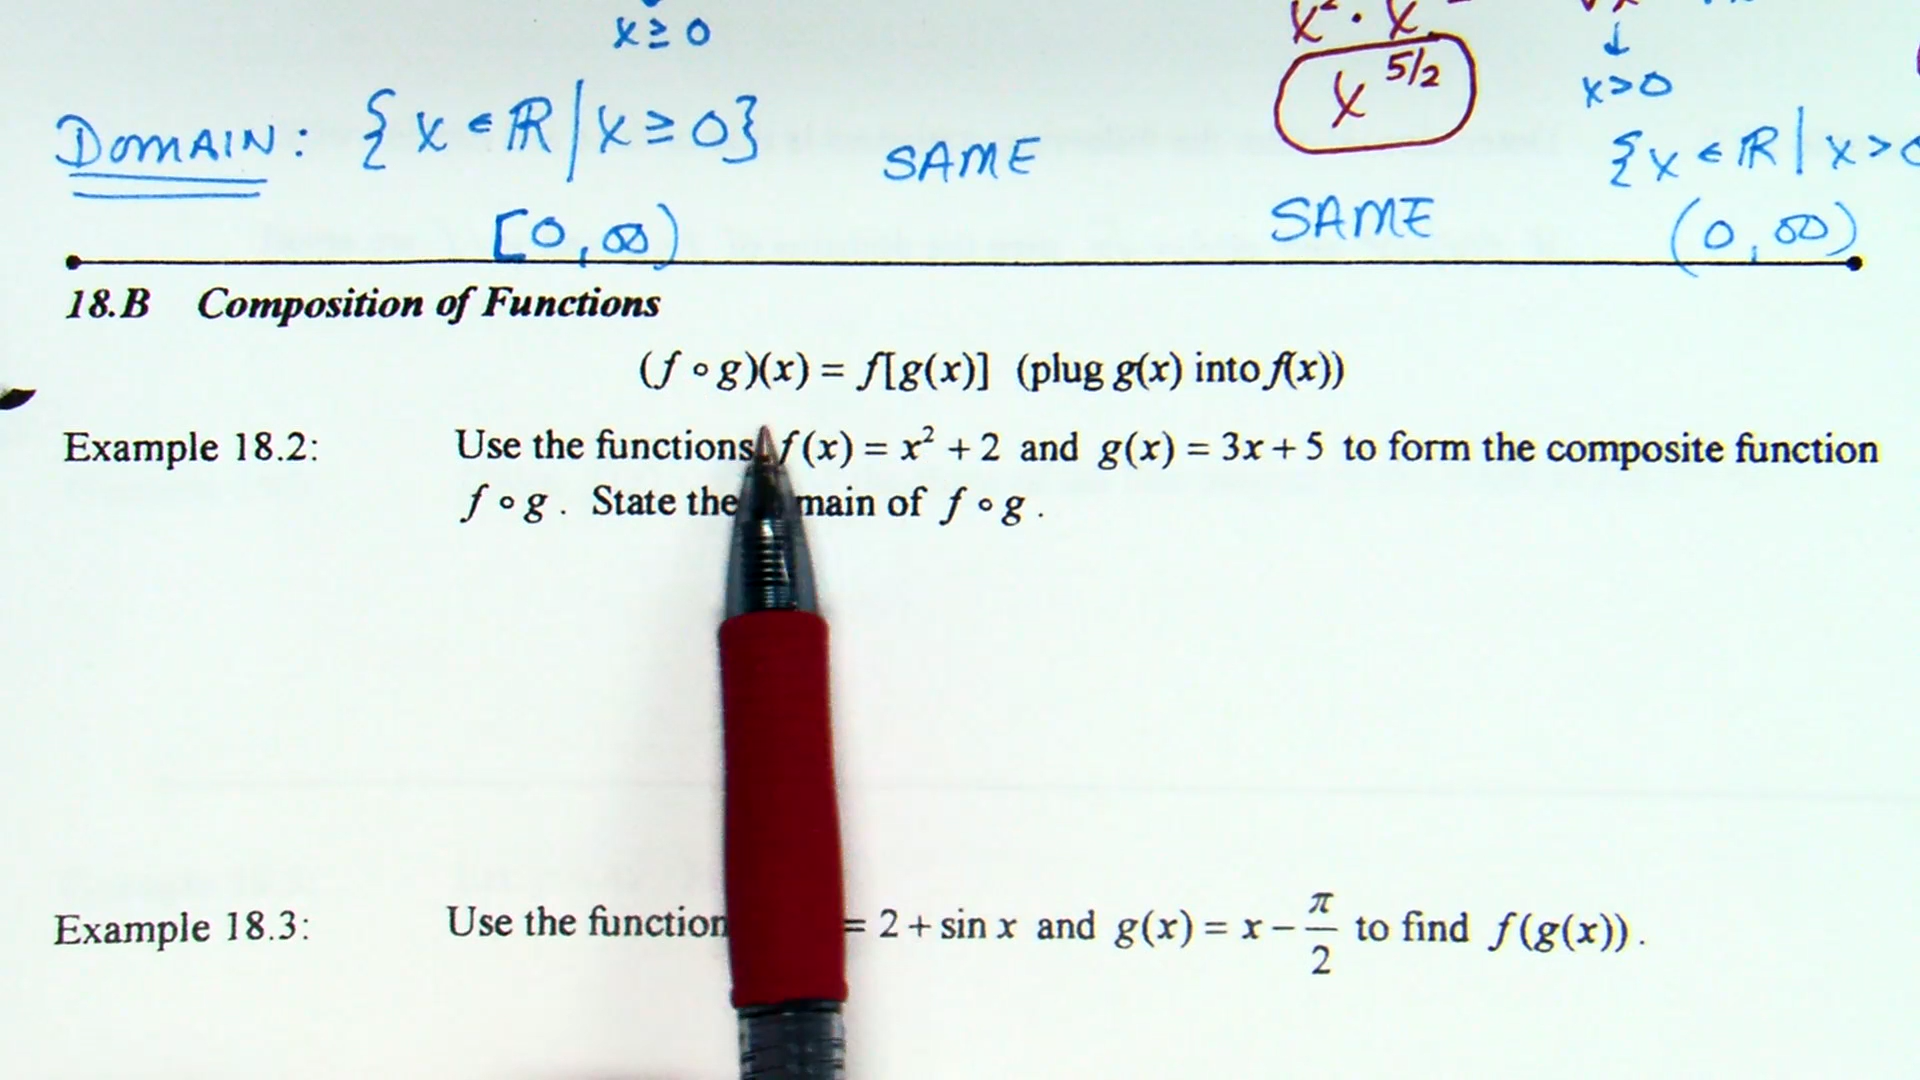 x ≥ 0
x² · x
x^5/2
↓
x>0
DOMAIN: {x ∈ ℝ | x ≥ 0}
SAME
{x ∈ ℝ | x >
[0, ∞)
SAME
(0, ∞)
18.B Composition of Functions
(f ∘ g)(x) = f[g(x)] (plug g(x) into f(x))
Example 18.2: Use the functions f(x) = x² + 2 and g(x) = 3x + 5 to form the composite function
f ∘ g. State the main of f ∘ g.
Example 18.3: Use the function = 2 + sin x and g(x) = x − π/2 to find f(g(x)).